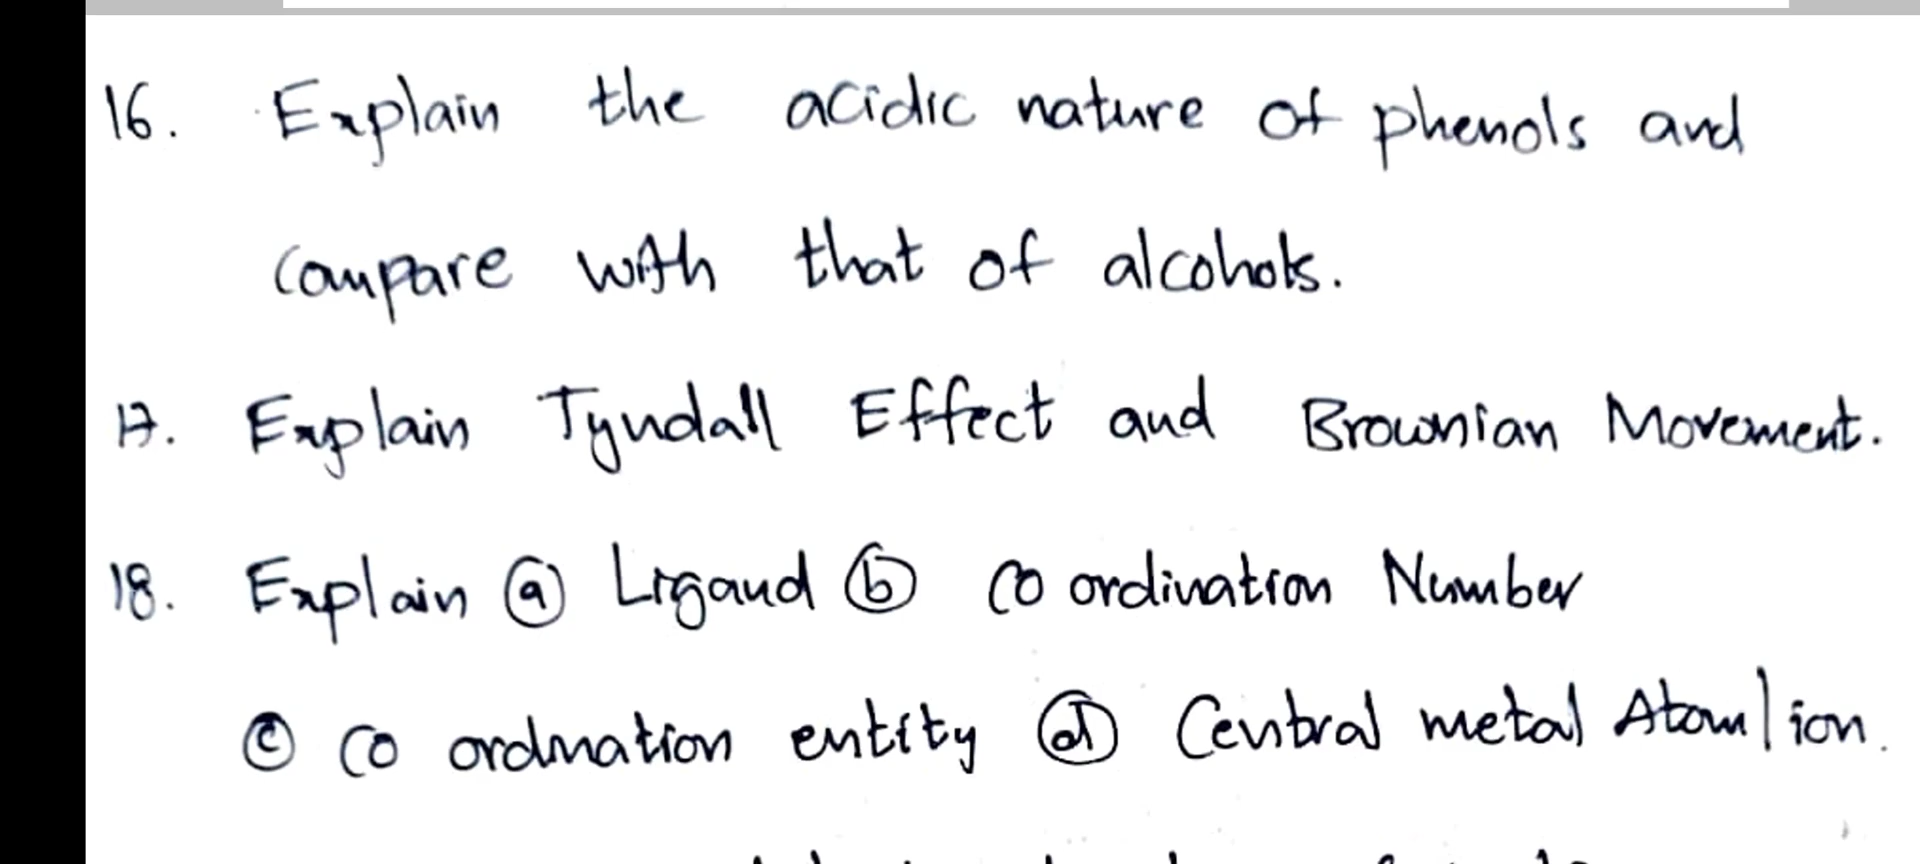 16. Explain the acidic nature of phenols and
compare with that of alcohols.
17. Explain Tyndall Effect and Brownian Movement.
18. Explain ⓐ Ligand ⓑ Co ordination Number
ⓒ Co ordination entity ⓓ Central metal Atom/ion.